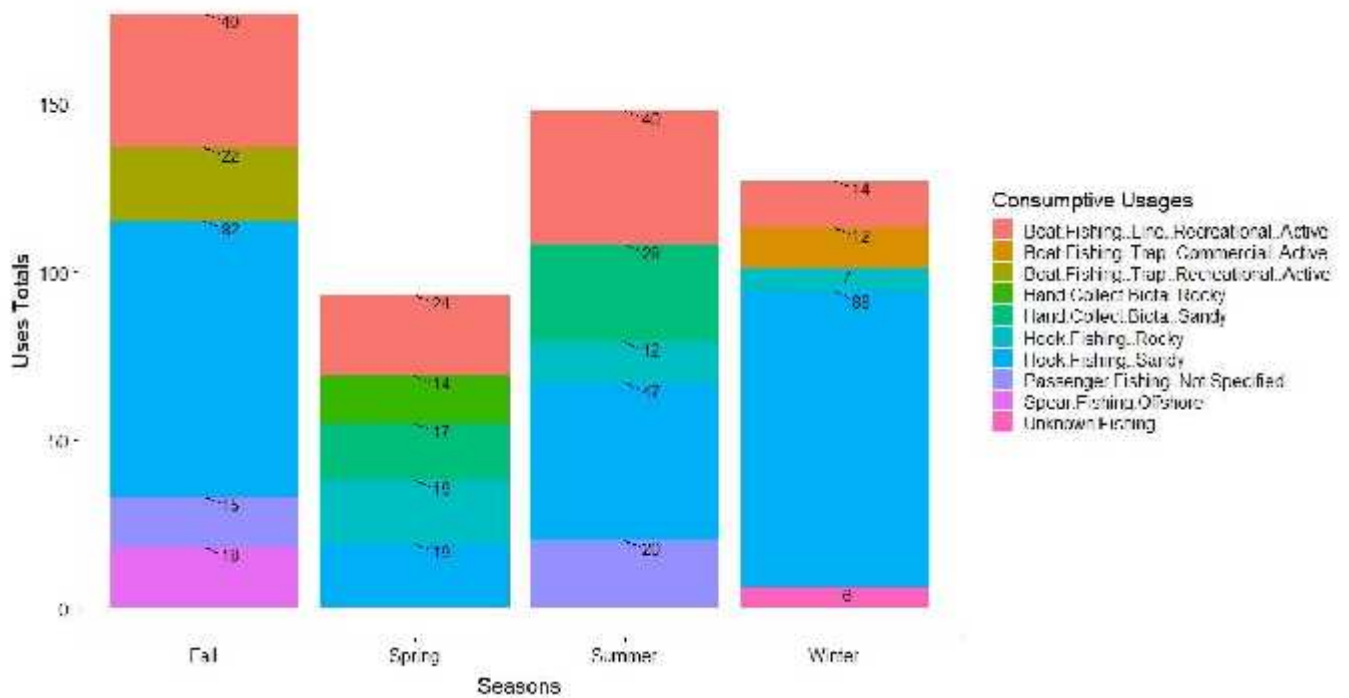 Uses Totals
150
100
50
0
40
22
82
15
18
24
14
17
19
19
40
29
12
47
20
14
12
7
88
6
Fall
Spring
Summer
Winter
Seasons
Consumptive Usages
Boat.Fishing..Line..Recreational..Active
Boat.Fishing..Trap..Commercial..Active
Boat.Fishing..Trap..Recreational..Active
Hand.Collect.Biota..Rocky
Hand.Collect.Biota..Sandy
Hook.Fishing..Rocky
Hook.Fishing..Sandy
Passenger.Fishing..Not.Specified
Spear.Fishing.Offshore
Unknown.Fishing